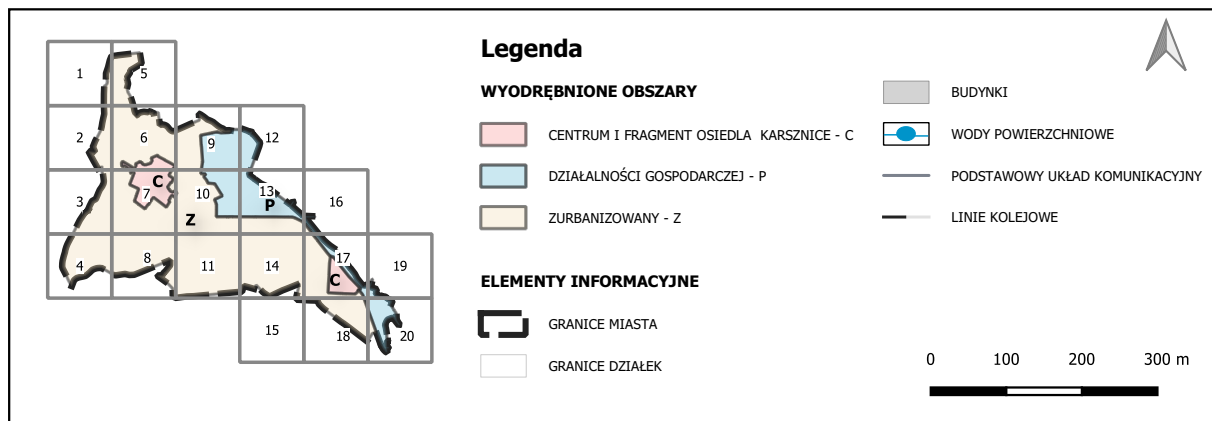 1
5
2
6
9
12
3
7
C
10
13
P
16
Z
4
8
11
14
17
C
19
15
18
20
Legenda
WYODRĘBNIONE OBSZARY
CENTRUM I FRAGMENT OSIEDLA KARSZNICE - C
DZIAŁALNOŚCI GOSPODARCZEJ - P
ZURBANIZOWANY - Z
ELEMENTY INFORMACYJNE
GRANICE MIASTA
GRANICE DZIAŁEK
BUDYNKI
WODY POWIERZCHNIOWE
PODSTAWOWY UKŁAD KOMUNIKACYJNY
LINIE KOLEJOWE
0 100 200 300 m